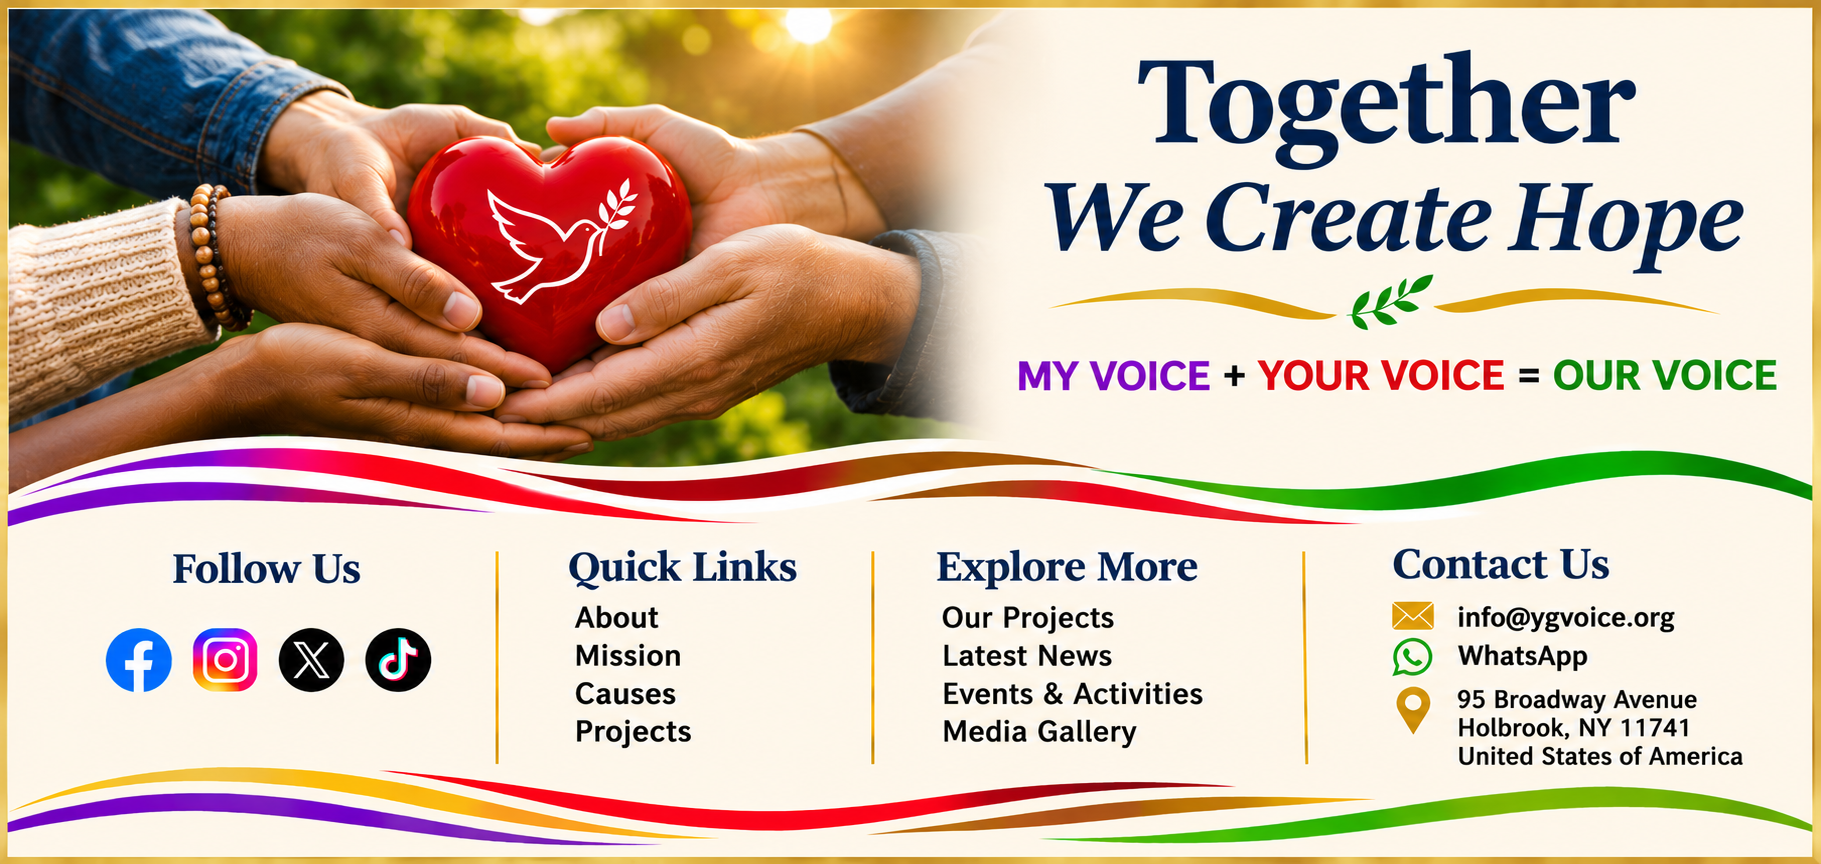 Together
We Create Hope
MY VOICE + YOUR VOICE = OUR VOICE
Follow Us
Quick Links
About
Mission
Causes
Projects
Explore More
Our Projects
Latest News
Events & Activities
Media Gallery
Contact Us
info@ygvoice.org
WhatsApp
95 Broadway Avenue
Holbrook, NY 11741
United States of America